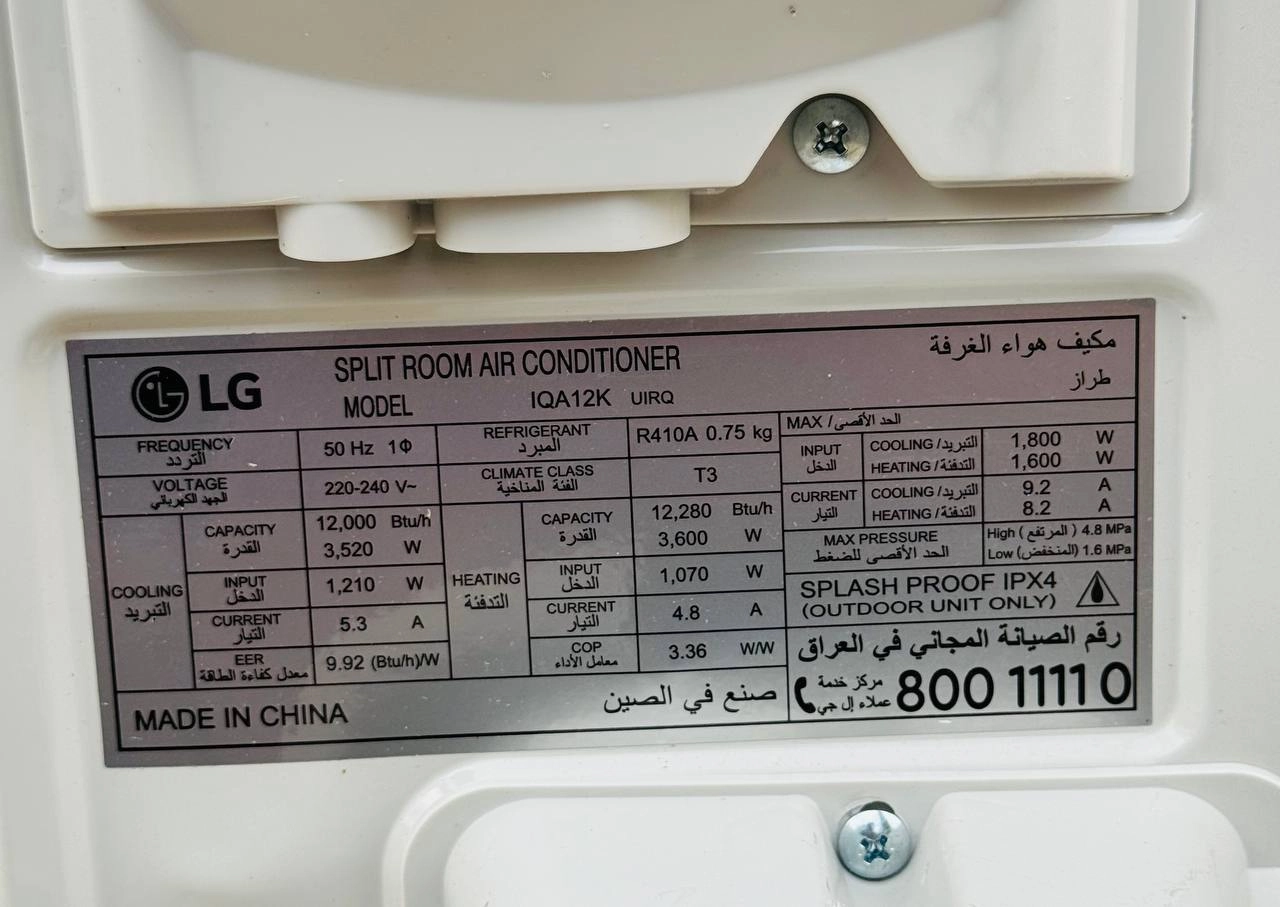 LG
SPLIT ROOM AIR CONDITIONER
مكيف هواء الغرفة
MODEL IQA12K UIRQ
طراز
FREQUENCY
التردد
50 Hz 1Φ
REFRIGERANT
المبرد
R410A 0.75 kg
VOLTAGE
الجهد الكهربائي
220-240 V~
CLIMATE CLASS
الفئة المناخية
T3
COOLING
التبريد
CAPACITY
القدرة
12,000 Btu/h
3,520 W
INPUT
الدخل
1,210 W
CURRENT
التيار
5.3 A
EER
معدل كفاءة الطاقة
9.92 (Btu/h)/W
HEATING
التدفئة
CAPACITY
القدرة
12,280 Btu/h
3,600 W
INPUT
الدخل
1,070 W
CURRENT
التيار
4.8 A
COP
معامل الأداء
3.36 W/W
MAX /الحد الأقصى
INPUT
الدخل
COOLING /التبريد 1,800 W
HEATING /التدفئة 1,600 W
CURRENT
التيار
COOLING /التبريد 9.2 A
HEATING /التدفئة 8.2 A
MAX PRESSURE
الحد الأقصى للضغط
High (المرتفع) 4.8 MPa
Low (المنخفض) 1.6 MPa
SPLASH PROOF IPX4
(OUTDOOR UNIT ONLY)
رقم الصيانة المجاني في العراق
مركز خدمة
عملاء إل جي
800 11110
MADE IN CHINA
صنع في الصين